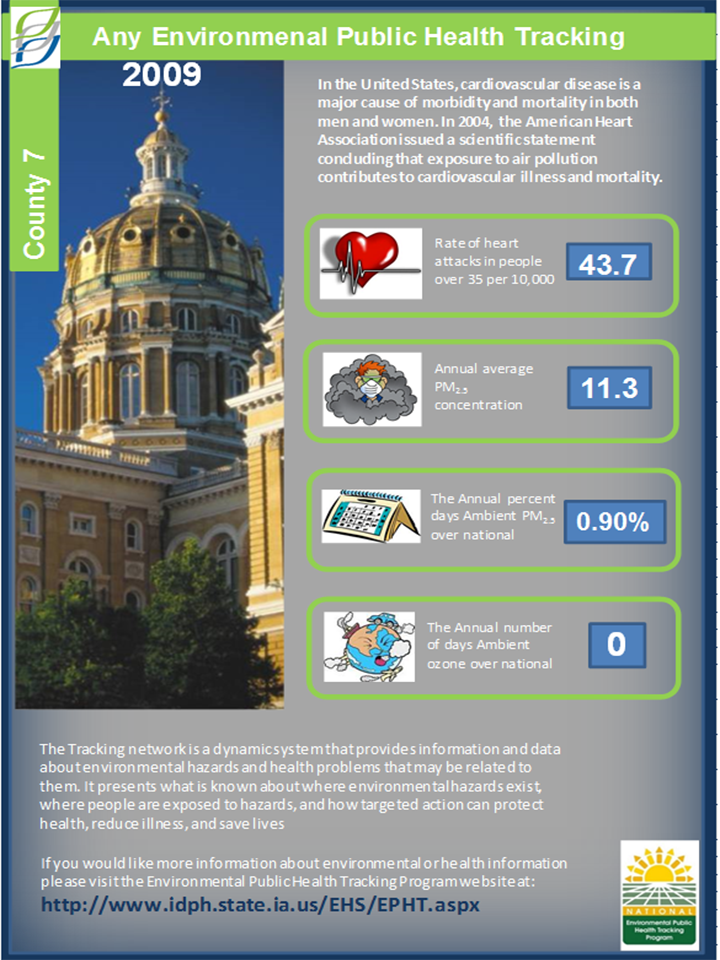 Any Environmenal Public Health Tracking
2009
County 7
In the United States, cardiovascular disease is a
major cause of morbidity and mortality in both
men and women. In 2004, the American Heart
Association issued a scientific statement
concluding that exposure to air pollution
contributes to cardiovascular illness and mortality.
Rate of heart
attacks in people
over 35 per 10,000
43.7
Annual average
PM₂.₅
concentration
11.3
The Annual percent
days Ambient PM₂.₅
over national
0.90%
The Annual number
of days Ambient
ozone over national
0
The Tracking network is a dynamic system that provides information and data
about environmental hazards and health problems that may be related to
them. It presents what is known about where environmental hazards exist,
where people are exposed to hazards, and how targeted action can protect
health, reduce illness, and save lives
If you would like more information about environmental or health information
please visit the Environmental Public Health Tracking Program website at:
http://www.idph.state.ia.us/EHS/EPHT.aspx
NATIONAL
Environmental Public
Health Tracking
Program